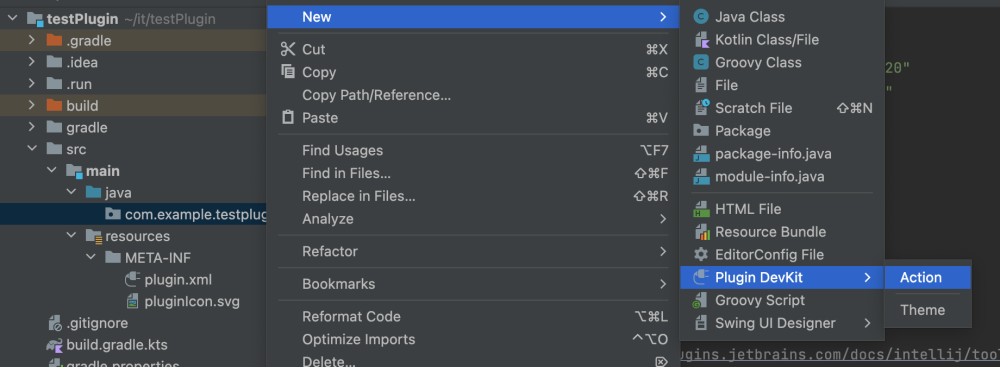 testPlugin ~/it/testPlugin
.gradle
.idea
.run
build
gradle
src
main
java
com.example.testplug
resources
META-INF
plugin.xml
pluginIcon.svg
.gitignore
build.gradle.kts
gradle.properties
New
Cut ⌘X
Copy ⌘C
Copy Path/Reference...
Paste ⌘V
Find Usages ⌥F7
Find in Files... ⇧⌘F
Replace in Files... ⇧⌘R
Analyze
Refactor
Bookmarks
Reformat Code ⌥⌘L
Optimize Imports ^⌥O
Delete... ⌦
Java Class
Kotlin Class/File
Groovy Class
File
Scratch File ⇧⌘N
Package
package-info.java
module-info.java
HTML File
Resource Bundle
EditorConfig File
Plugin DevKit
Groovy Script
Swing UI Designer
Action
Theme
20"
"
ugins.jetbrains.com/docs/intellij/tool